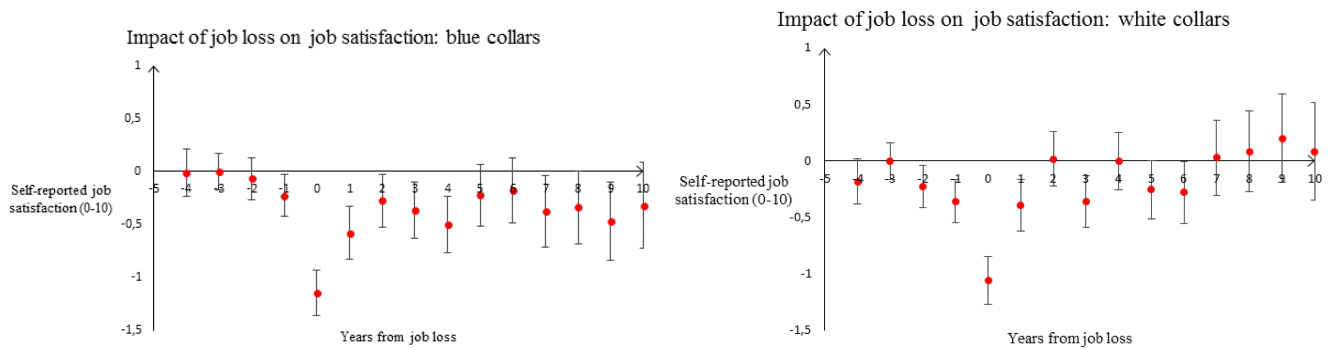 Impact of job loss on job satisfaction: blue collars
1
0,5
0
-0,5
-1
-1,5
-5 -4 -3 -2 -1 0 1 2 3 4 5 6 7 8 9 10
Self-reported job
satisfaction (0-10)
Years from job loss
Impact of job loss on job satisfaction: white collars
1
0,5
0
-0,5
-1
-1,5
-5 -4 -3 -2 -1 0 1 2 3 4 5 6 7 8 9 10
Self-reported job
satisfaction (0-10)
Years from job loss